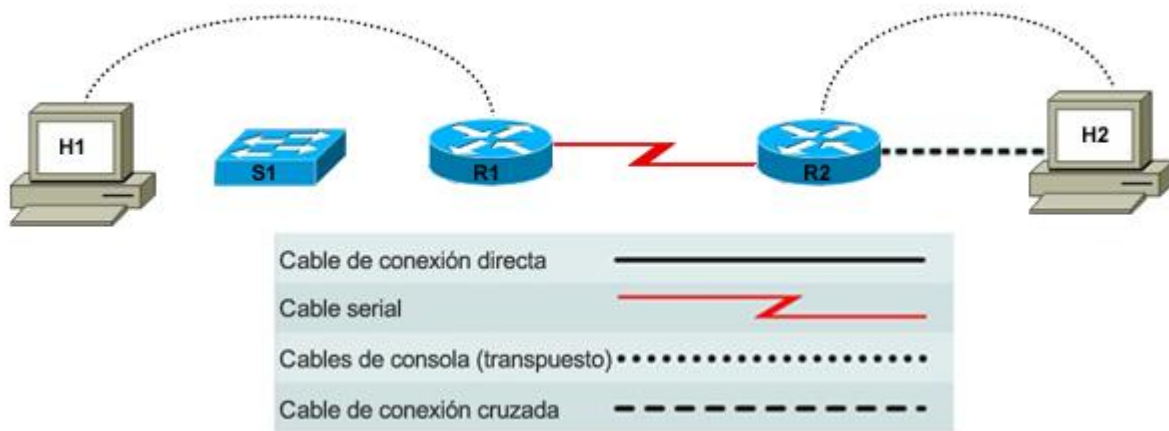 H1
S1
R1
R2
H2
Cable de conexión directa
Cable serial
Cables de consola (transpuesto)
Cable de conexión cruzada